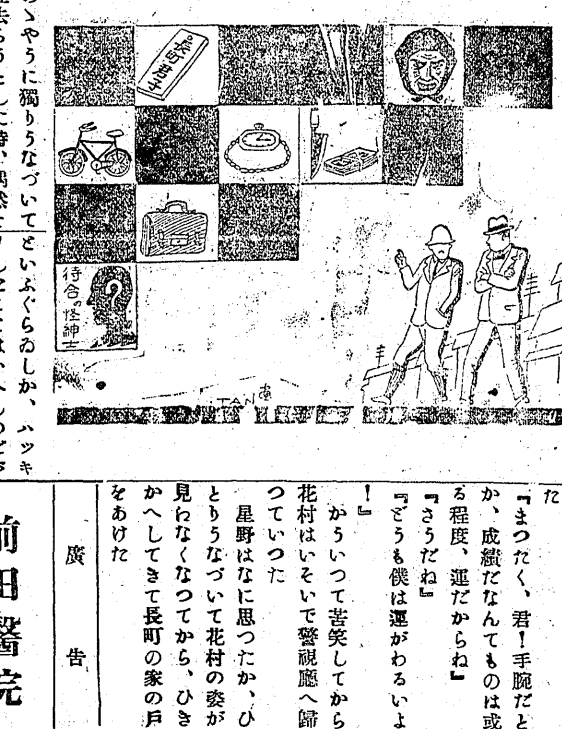 長町君子
待合の怪紳士
TAN
ゝやうに獨りうなづいて
といふぐらゐしか、ハツキ
た
『まつたく、君！手腕だと
か、成績だなんてものは或
る程度、運だからね』
『さうだね』
『どうも僕は運がわるいよ
！』
かういつて苦笑してから
花村はいそいで警視廳へ歸
つていつた
星野はなに思つたか、ひ
とりうなづいて花村の姿が
見わなくなつてから、ひき
かへしてきて長町の家の戸
をあけた
廣告
前田醫院